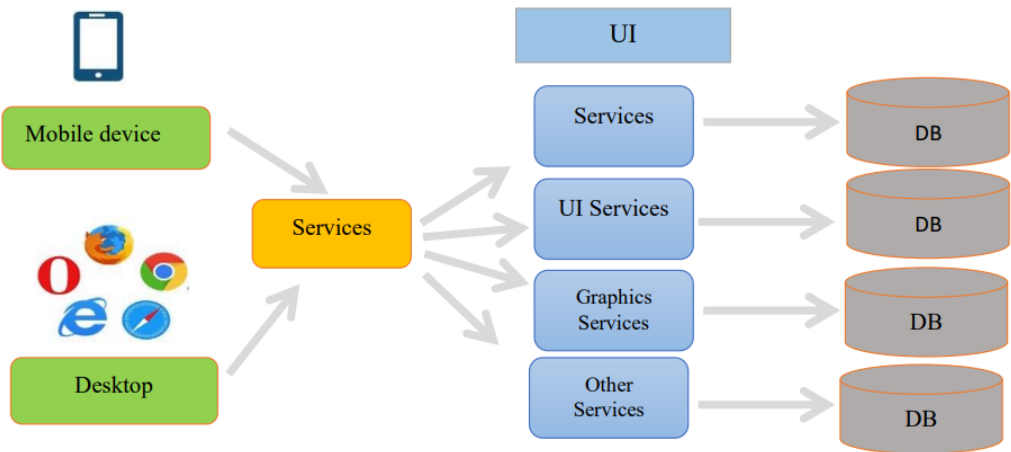 UI
Mobile device
Services
DB
Services
UI Services
DB
Graphics
Services
DB
Desktop
Other
Services
DB